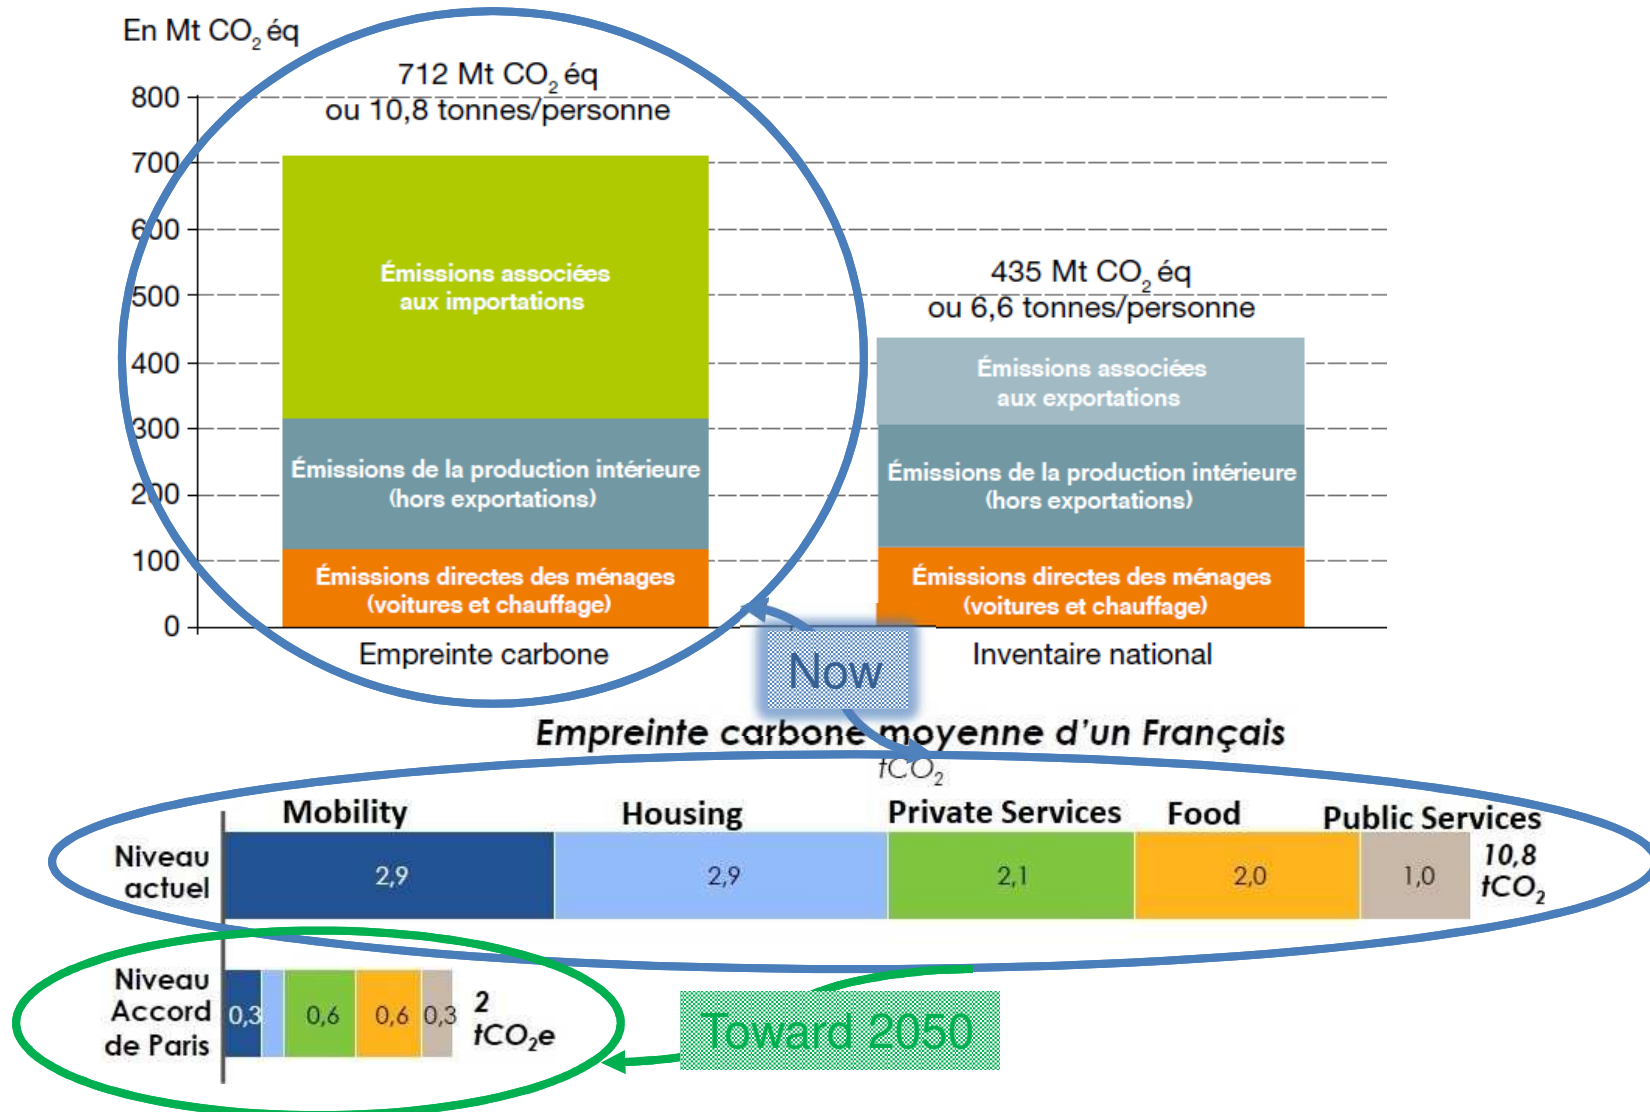 En Mt CO₂ éq
712 Mt CO₂ éq
ou 10,8 tonnes/personne
800
700
600
500
400
300
200
100
0
Émissions associées
aux importations
Émissions de la production intérieure
(hors exportations)
Émissions directes des ménages
(voitures et chauffage)
Empreinte carbone
435 Mt CO₂ éq
ou 6,6 tonnes/personne
Émissions associées
aux exportations
Émissions de la production intérieure
(hors exportations)
Émissions directes des ménages
(voitures et chauffage)
Inventaire national
Now
Empreinte carbone moyenne d'un Français
tCO₂
Mobility Housing Private Services Food Public Services
Niveau
actuel
2,9 2,9 2,1 2,0 1,0
10,8
tCO₂
Niveau
Accord
de Paris
0,3 0,6 0,6 0,3
2
tCO₂e
Toward 2050